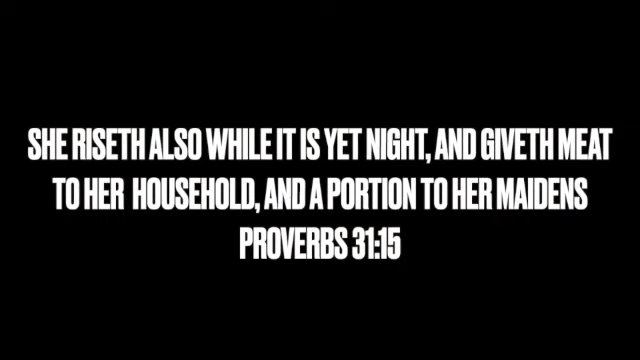 SHE RISETH ALSO WHILE IT IS YET NIGHT, AND GIVETH MEAT
TO HER HOUSEHOLD, AND A PORTION TO HER MAIDENS
PROVERBS 31:15